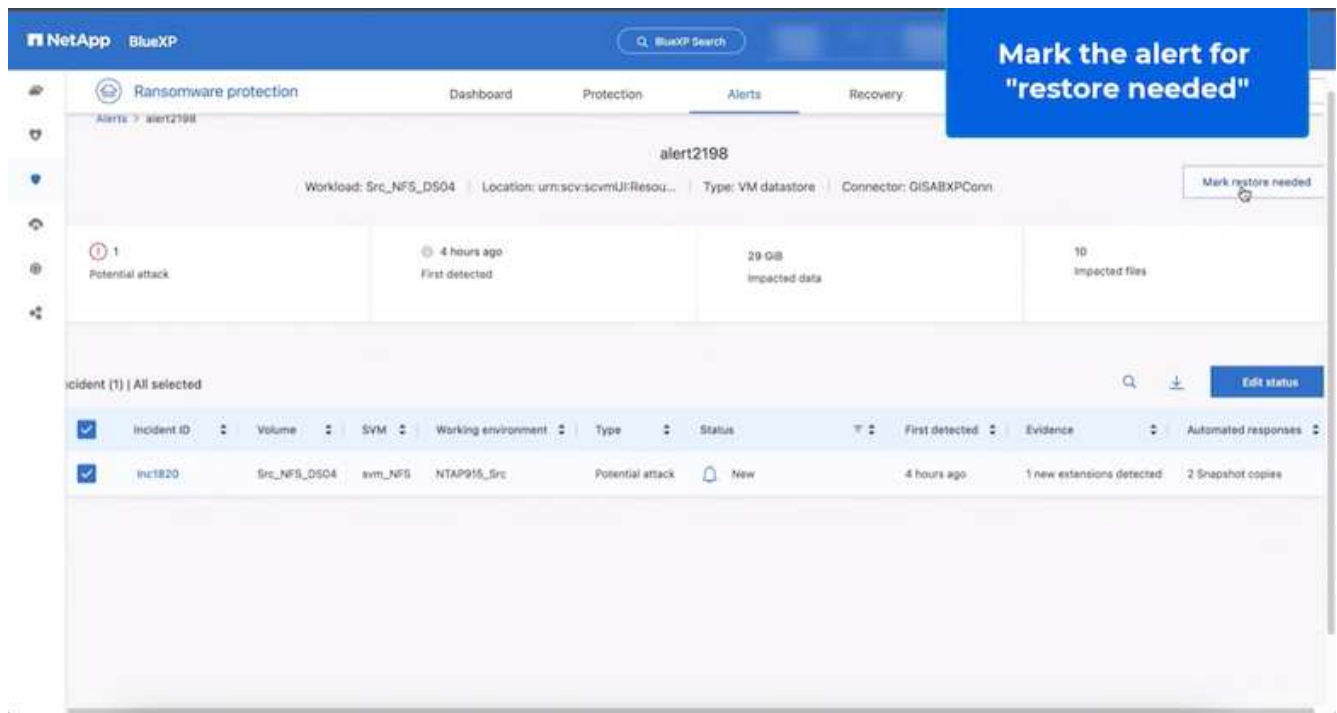 NetApp BlueXP BlueXP Search
Mark the alert for
"restore needed"
Ransomware protection Dashboard Protection Alerts Recovery
Alerts > alert2198
alert2198
Workload: Src_NFS_DS04 Location: urn:scv:scvmUI:Resou... Type: VM datastore Connector: GISABXPConn Mark restore needed
1 4 hours ago 29 GiB 10
Potential attack First detected Impacted data Impacted files
cident (1) | All selected Edit status
Incident ID Volume SVM Working environment Type Status First detected Evidence Automated responses
Inc1820 Src_NFS_DS04 svm_NFS NTAP915_Src Potential attack New 4 hours ago 1 new extensions detected 2 Snapshot copies